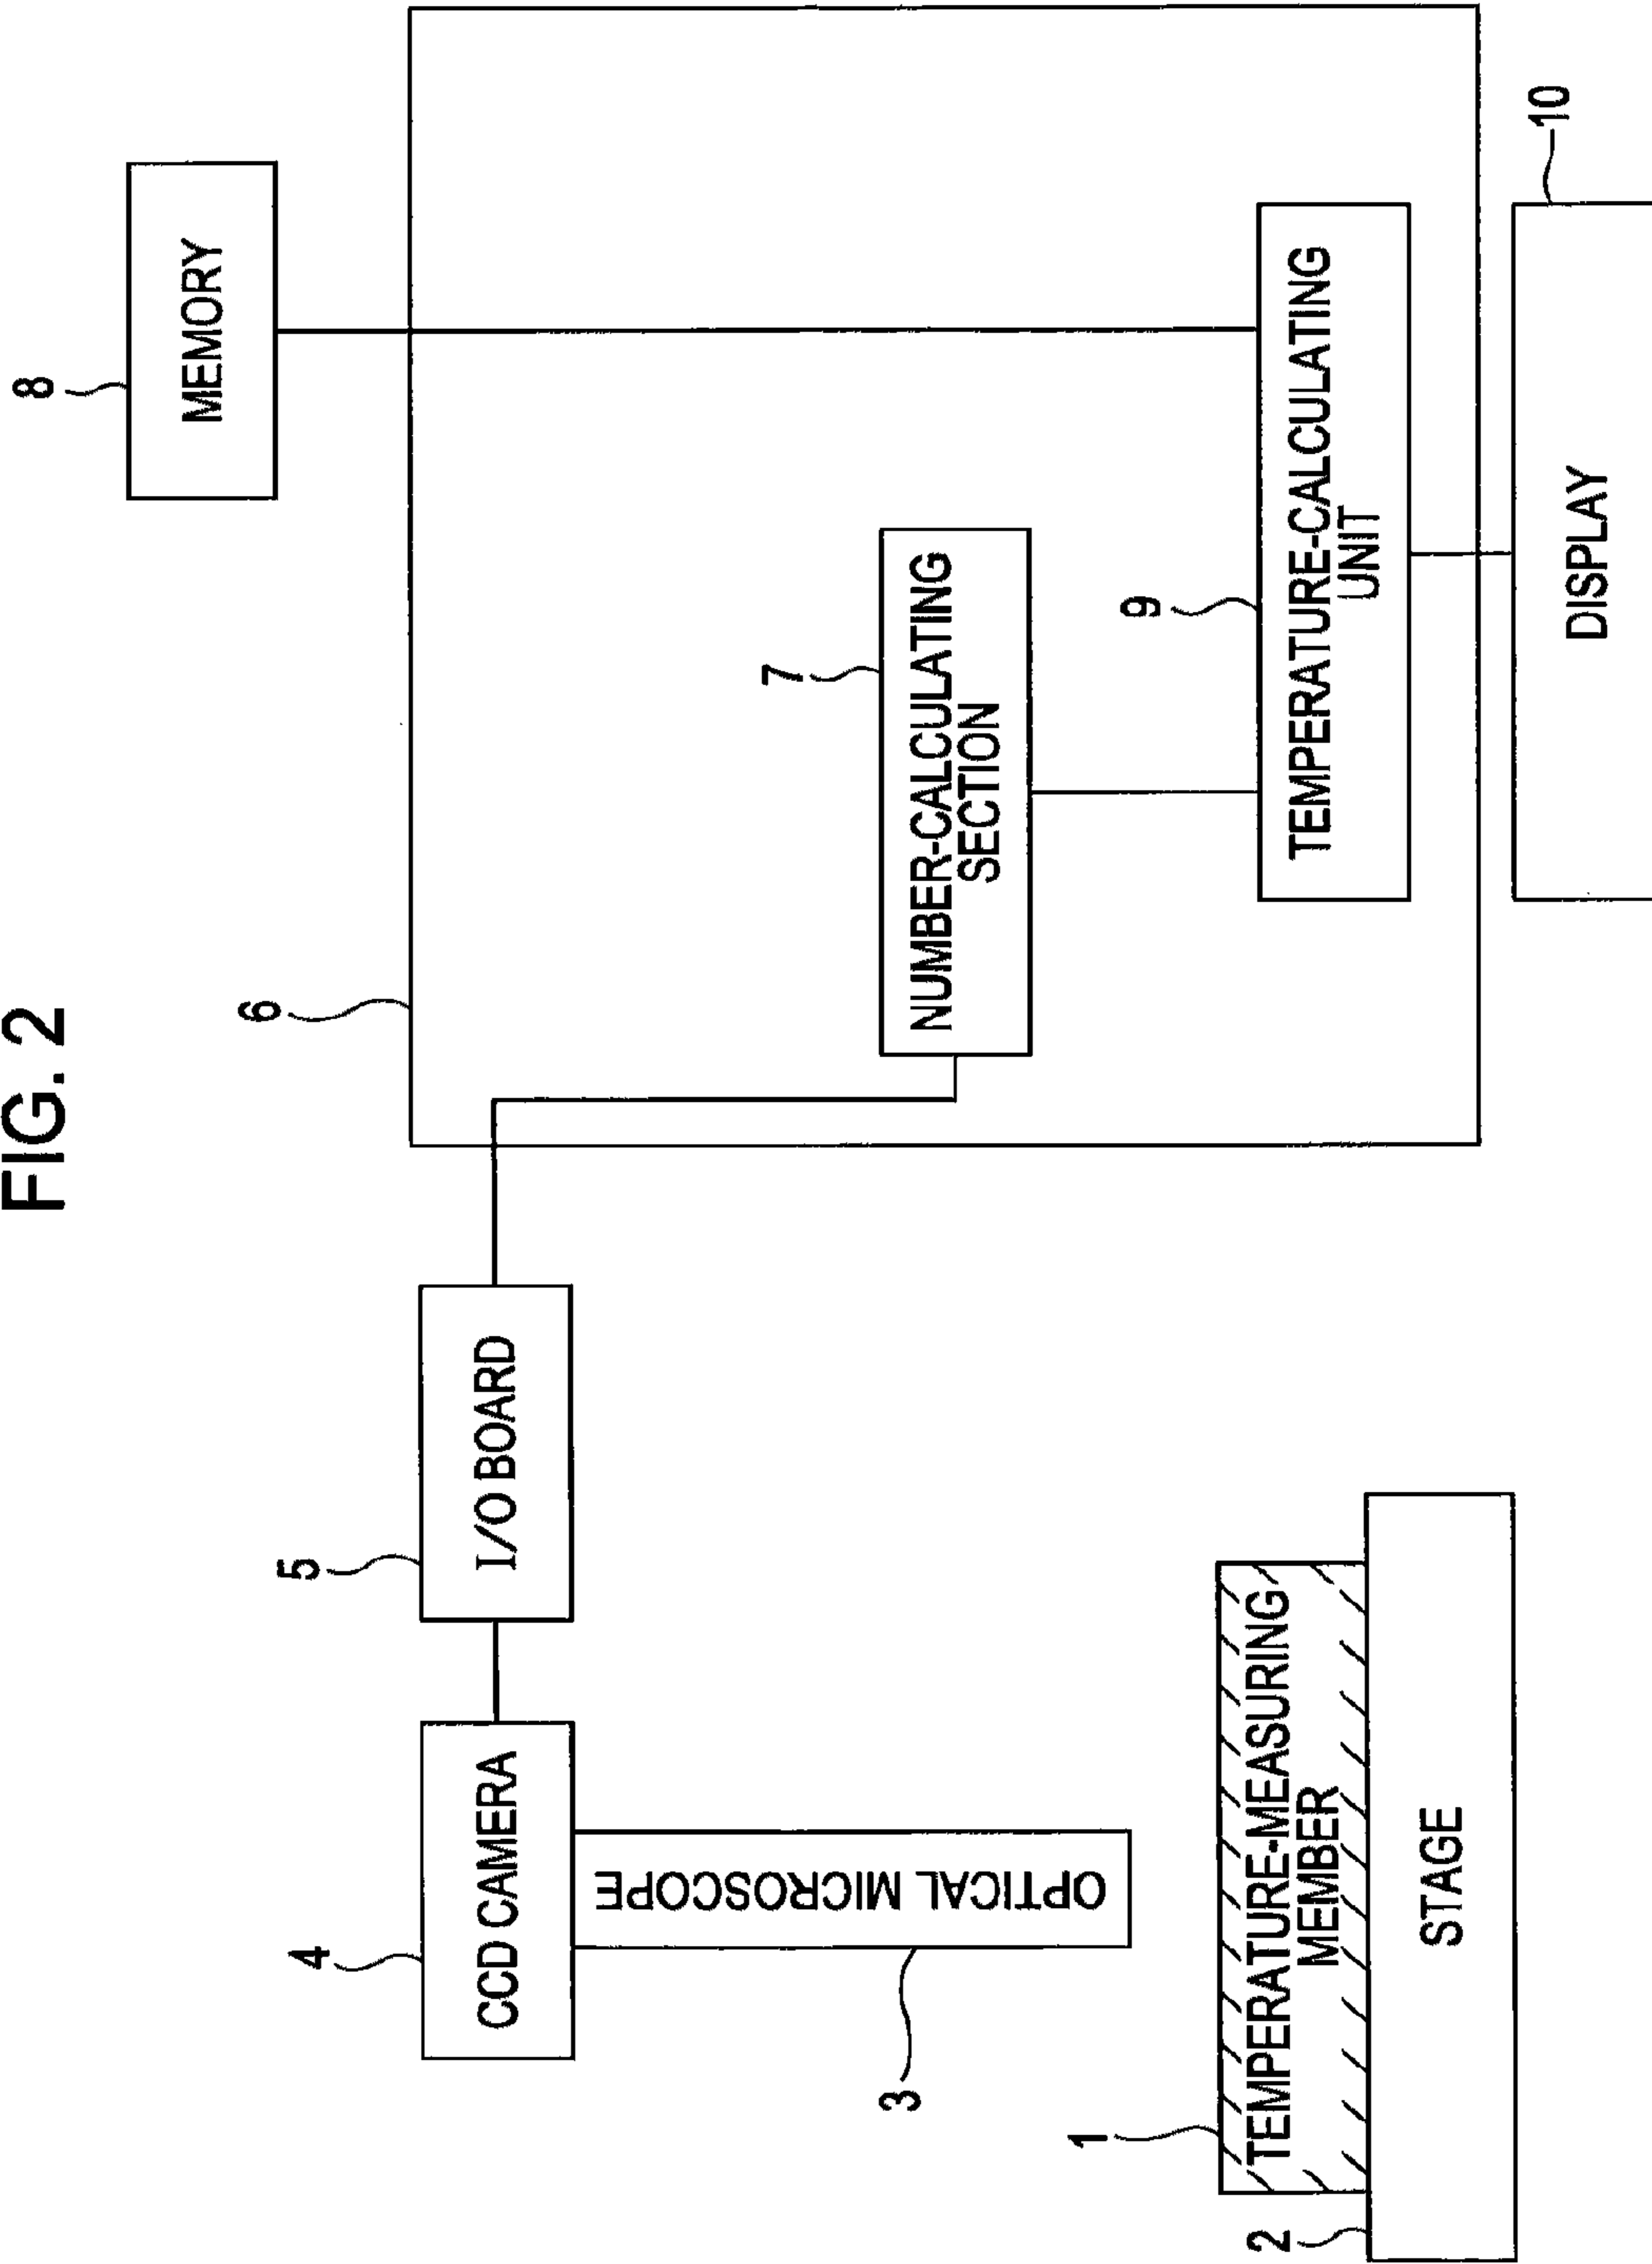 FIG. 2
8
MEMORY
6
4
CCD CAMERA
5
I/O BOARD
3
OPTICAL MICROSCOPE
7
NUMBER-CALCULATING
SECTION
1
TEMPERATURE-MEASURING
MEMBER
2
STAGE
9
TEMPERATURE-CALCULATING
UNIT
10
DISPLAY